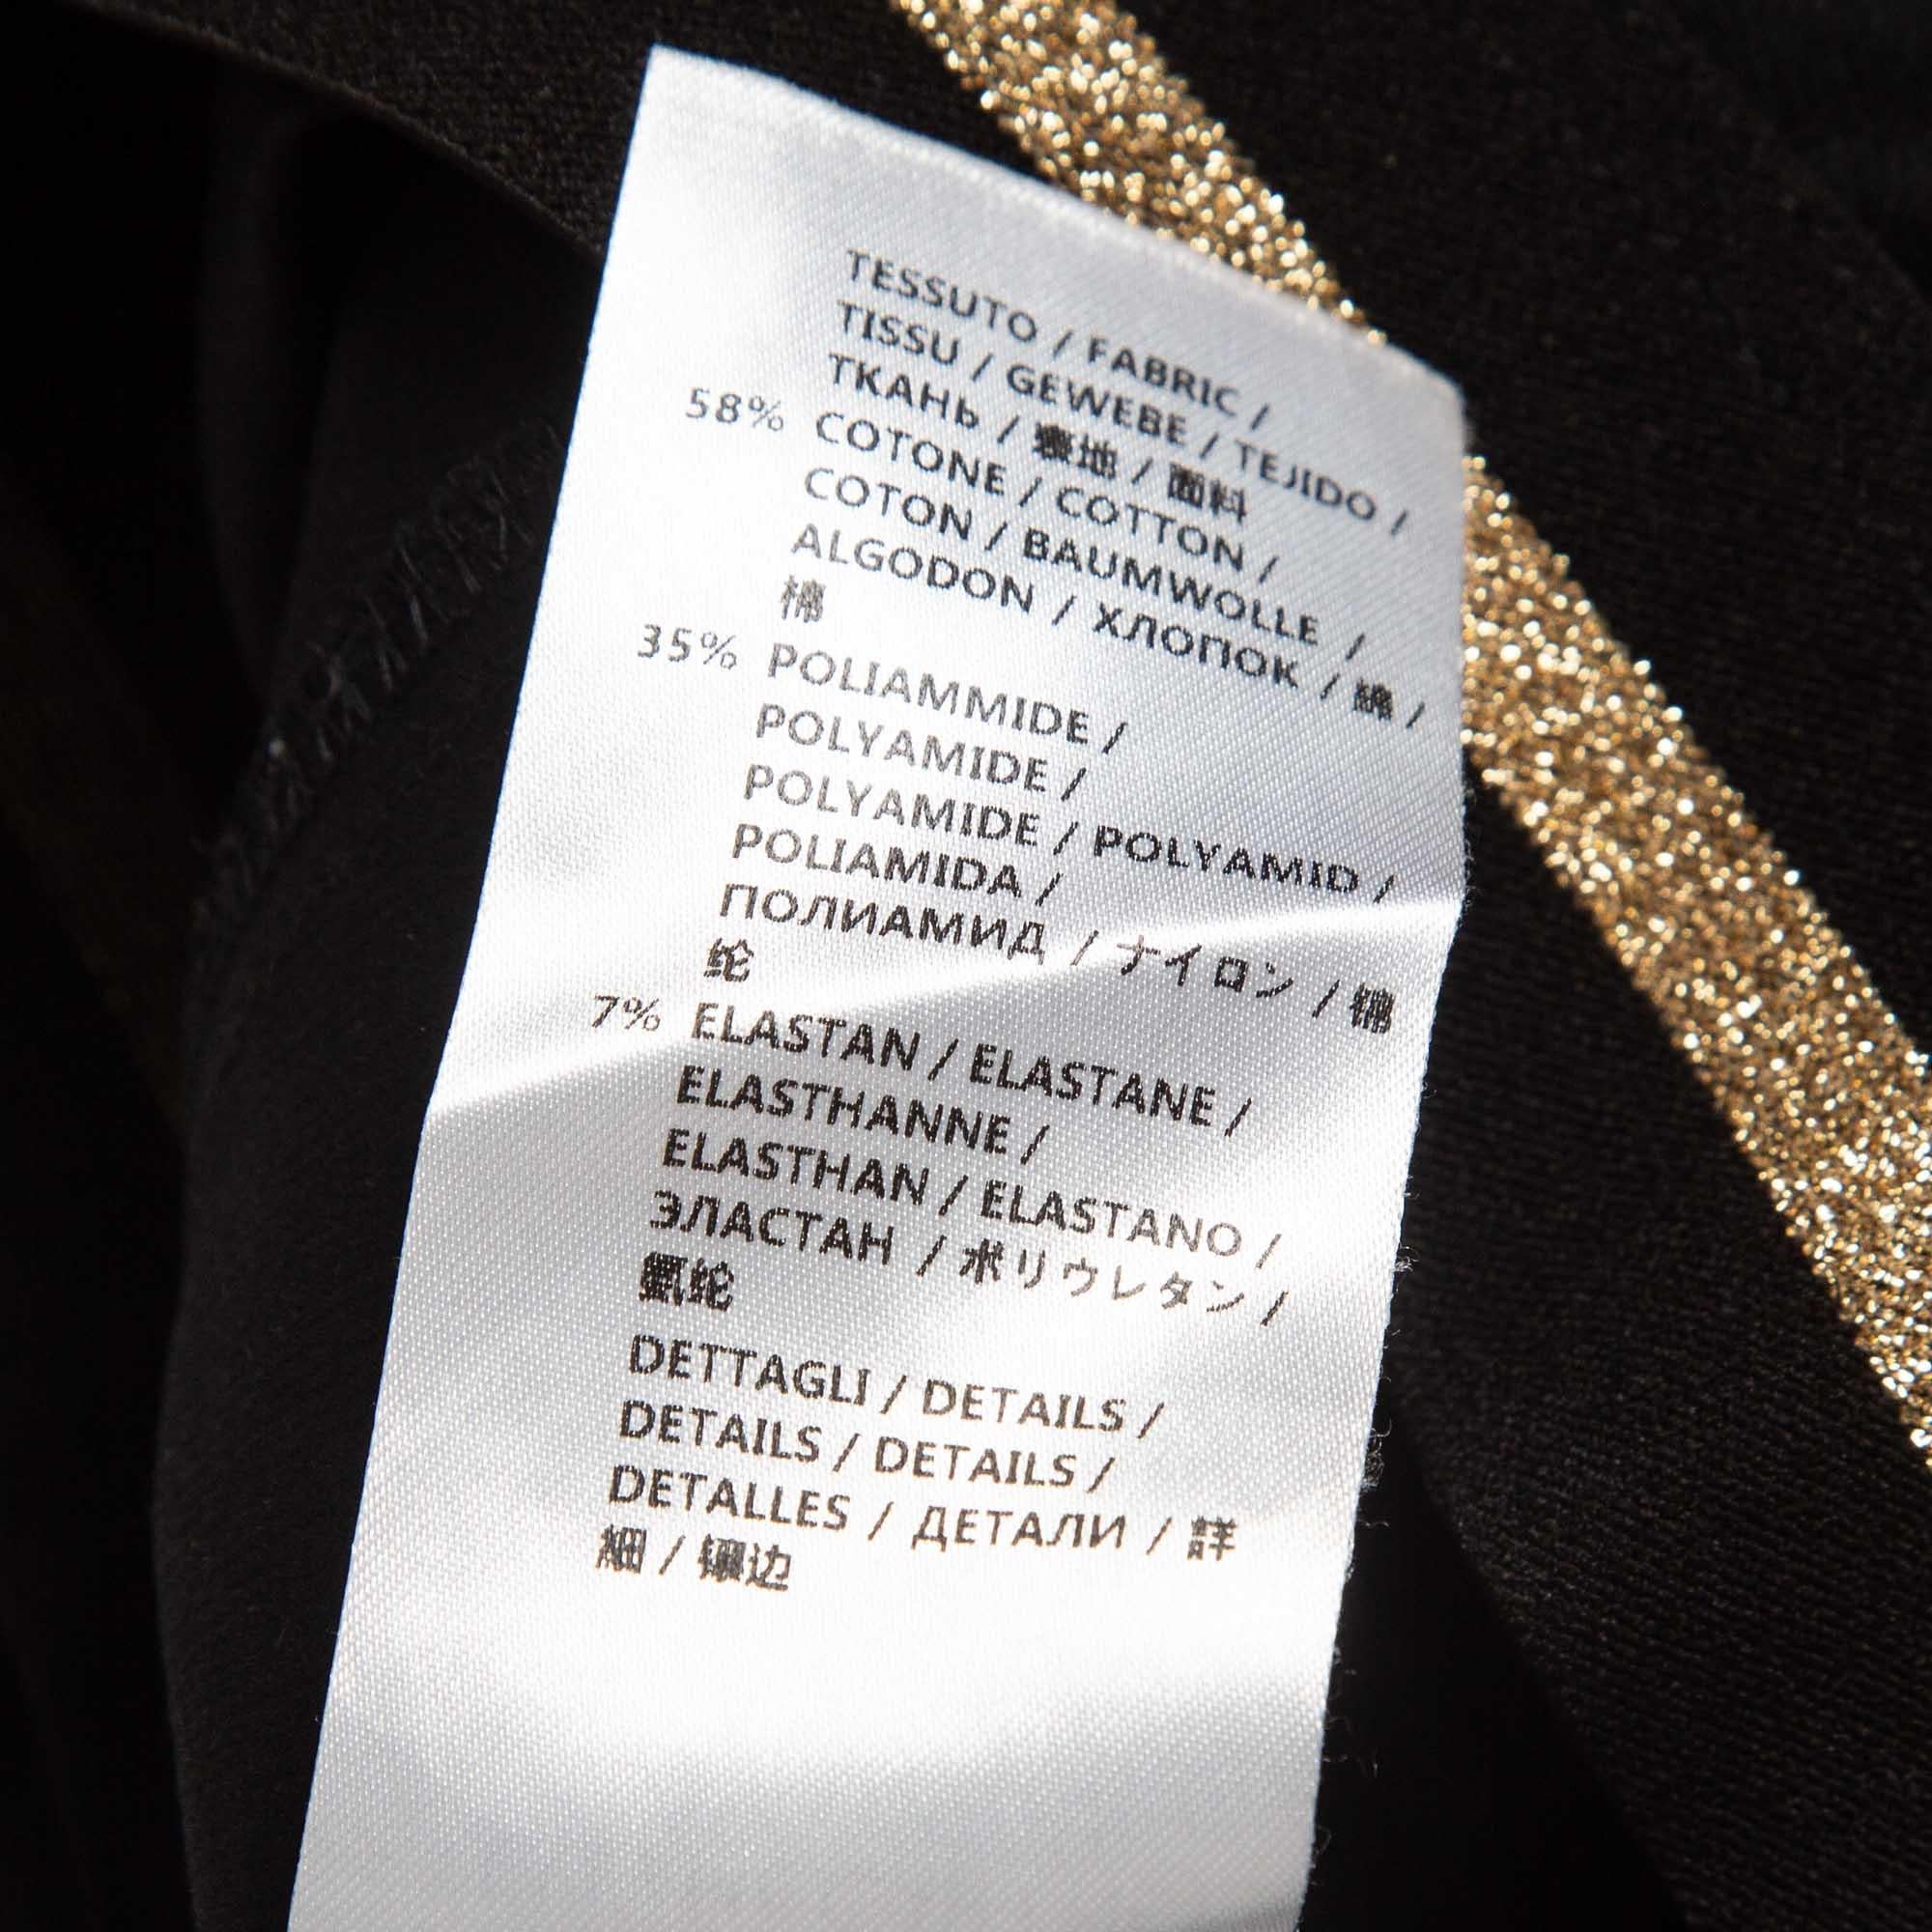 TESSUTO / FABRIC /
TISSU / GEWEBE / TEJIDO /
ТКАНЬ / 表地 / 面料
58% COTONE / COTTON /
COTON / BAUMWOLLE /
ALGODON / ХЛОПОК / 綿 /
棉
35% POLIAMMIDE /
POLYAMIDE /
POLYAMIDE / POLYAMID /
POLIAMIDA /
ПОЛИАМИД / ナイロン / 锦
纶
7% ELASTAN / ELASTANE /
ELASTHANNE /
ELASTHAN / ELASTANO /
ЭЛАСТАН / ポリウレタン /
氨纶
DETTAGLI / DETAILS /
DETAILS / DETAILS /
DETALLES / ДЕТАЛИ / 詳
細 / 镶边